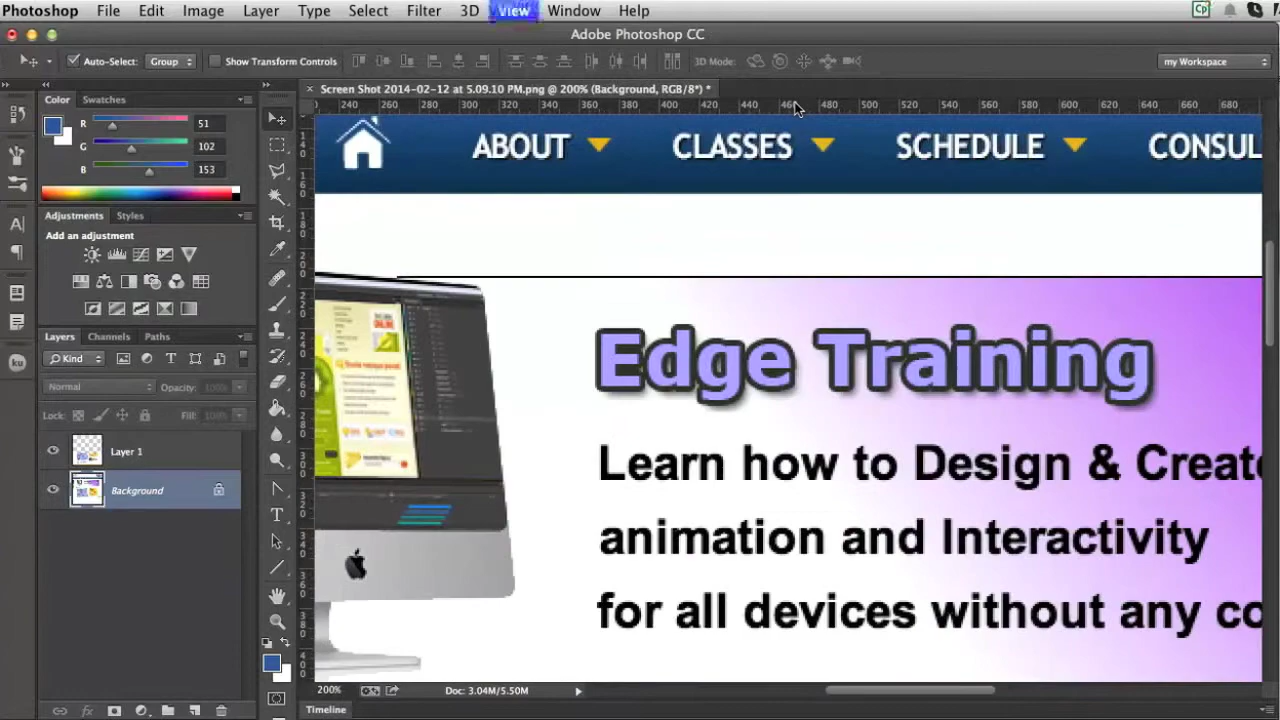 Photoshop File Edit Image Layer Type Select Filter 3D View Window Help
Adobe Photoshop CC
Auto-Select: Group Show Transform Controls 3D Mode: my Workspace
Screen Shot 2014-02-12 at 5.09.10 PM.png @ 200% (Background, RGB/8*) *
240 260 280 300 320 340 360 380 400 420 440 460 480 500 520 540 560 580 600 620 640 660 680
Color Swatches
R 51
G 102
B 153
Adjustments Styles
Add an adjustment
Layers Channels Paths
Kind
Normal Opacity: 100%
Lock: Fill: 100%
Layer 1
Background
ABOUT CLASSES SCHEDULE CONSUL
Edge Training
Learn how to Design & Create
animation and Interactivity
for all devices without any co
200% Doc: 3.04M/5.50M
Timeline